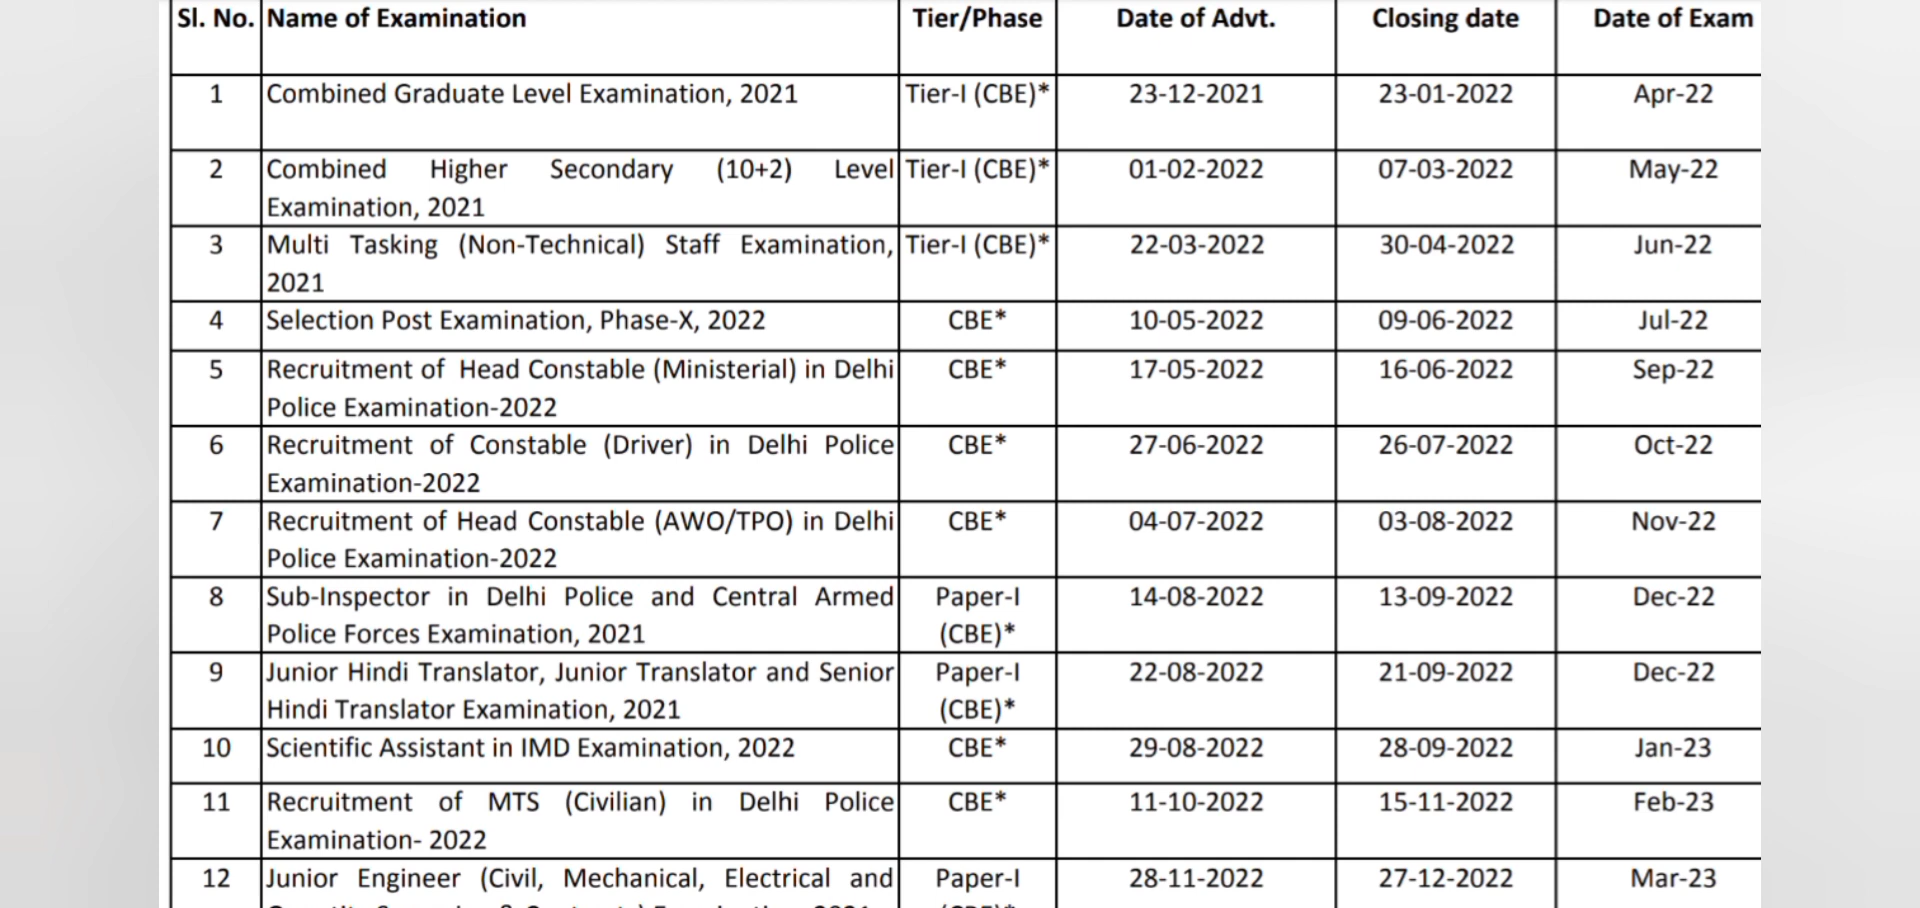 Sl. No. Name of Examination Tier/Phase Date of Advt. Closing date Date of Exam
1 Combined Graduate Level Examination, 2021 Tier-I (CBE)* 23-12-2021 23-01-2022 Apr-22
2 Combined Higher Secondary (10+2) Level Tier-I (CBE)* 01-02-2022 07-03-2022 May-22
Examination, 2021
3 Multi Tasking (Non-Technical) Staff Examination, Tier-I (CBE)* 22-03-2022 30-04-2022 Jun-22
2021
4 Selection Post Examination, Phase-X, 2022 CBE* 10-05-2022 09-06-2022 Jul-22
5 Recruitment of Head Constable (Ministerial) in Delhi CBE* 17-05-2022 16-06-2022 Sep-22
Police Examination-2022
6 Recruitment of Constable (Driver) in Delhi Police CBE* 27-06-2022 26-07-2022 Oct-22
Examination-2022
7 Recruitment of Head Constable (AWO/TPO) in Delhi CBE* 04-07-2022 03-08-2022 Nov-22
Police Examination-2022
8 Sub-Inspector in Delhi Police and Central Armed Paper-I 14-08-2022 13-09-2022 Dec-22
Police Forces Examination, 2021 (CBE)*
9 Junior Hindi Translator, Junior Translator and Senior Paper-I 22-08-2022 21-09-2022 Dec-22
Hindi Translator Examination, 2021 (CBE)*
10 Scientific Assistant in IMD Examination, 2022 CBE* 29-08-2022 28-09-2022 Jan-23
11 Recruitment of MTS (Civilian) in Delhi Police CBE* 11-10-2022 15-11-2022 Feb-23
Examination- 2022
12 Junior Engineer (Civil, Mechanical, Electrical and Paper-I 28-11-2022 27-12-2022 Mar-23